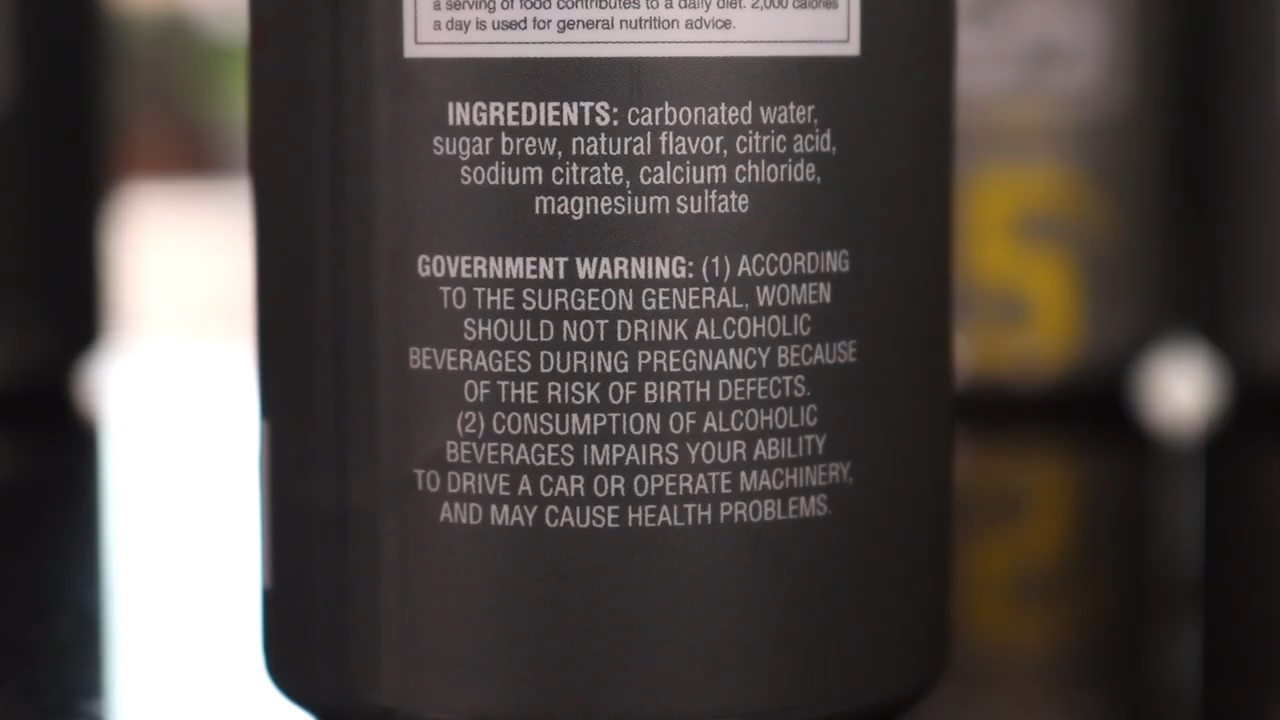 a serving of food contributes to a daily diet. 2,000 calories
a day is used for general nutrition advice.
INGREDIENTS: carbonated water,
sugar brew, natural flavor, citric acid,
sodium citrate, calcium chloride,
magnesium sulfate
GOVERNMENT WARNING: (1) ACCORDING
TO THE SURGEON GENERAL, WOMEN
SHOULD NOT DRINK ALCOHOLIC
BEVERAGES DURING PREGNANCY BECAUSE
OF THE RISK OF BIRTH DEFECTS.
(2) CONSUMPTION OF ALCOHOLIC
BEVERAGES IMPAIRS YOUR ABILITY
TO DRIVE A CAR OR OPERATE MACHINERY,
AND MAY CAUSE HEALTH PROBLEMS.
5